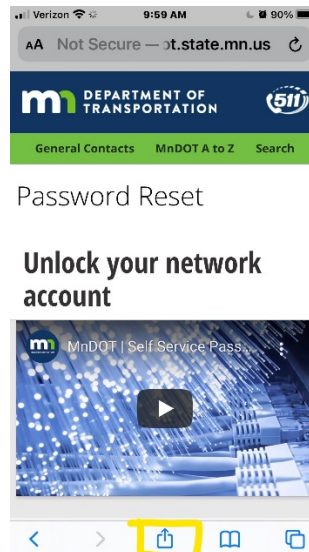 Verizon 9:59 AM 90%
AA Not Secure — ot.state.mn.us
m DEPARTMENT OF
TRANSPORTATION
511
General Contacts MnDOT A to Z Search
Password Reset
Unlock your network
account
m MnDOT | Self Service Pass...